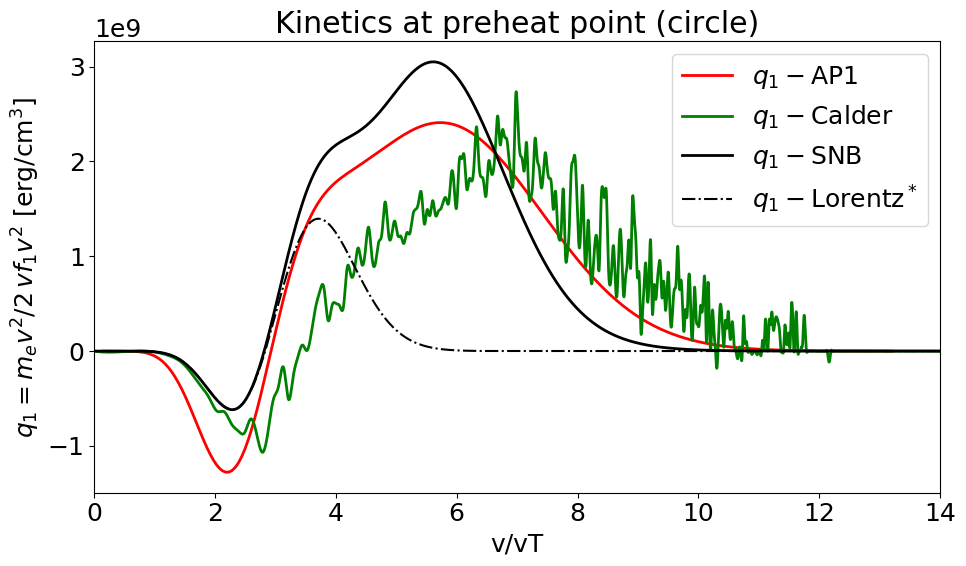 Kinetics at preheat point (circle)
1e9
q₁ = mₑv²/2 vf₁v² [erg/cm³]
3
2
1
0
−1
0 2 4 6 8 10 12 14
v/vT
q₁ − AP1
q₁ − Calder
q₁ − SNB
q₁ − Lorentz*